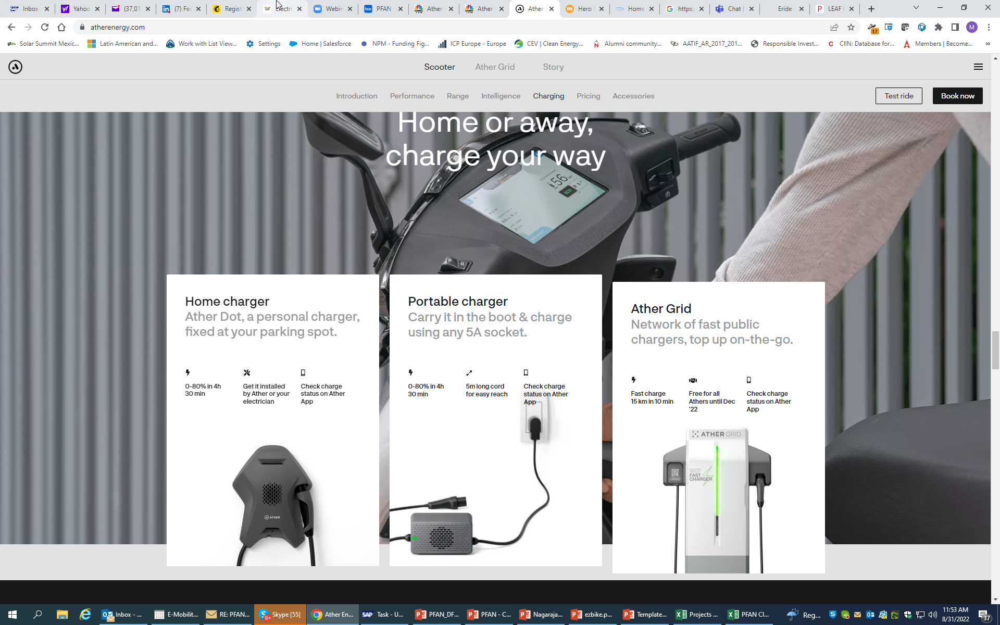 Inbox
Yahoo
(37,01
(7) Fee
Regist
Electri
Webin
PFAN
Ather
Ather
Ather
Hero
Home
https:
Chat |
Eride
LEAF
atherenergy.com
17
M
Solar Summit Mexic...
Latin American and...
Work with List View...
Settings
Home | Salesforce
NPM - Funding Fig...
ICP Europe - Europe
CEV | Clean Energy...
Alumni community...
AATIF_AR_2017_201...
Responsible Invest...
CIIN: Database for...
Members | Become...
Scooter
Ather Grid
Story
Introduction
Performance
Range
Intelligence
Charging
Pricing
Accessories
Test ride
Book now
Home or away,
charge your way
56
ECO
Home charger
Ather Dot, a personal charger,
fixed at your parking spot.
0-80% in 4h
30 min
Get it installed
by Ather or your
electrician
Check charge
status on Ather
App
ATHER
Portable charger
Carry it in the boot & charge
using any 5A socket.
0-80% in 4h
30 min
5m long cord
for easy reach
Check charge
status on Ather
App
Ather Grid
Network of fast public
chargers, top up on-the-go.
Fast charge
15 km in 10 min
Free for all
Athers until Dec
'22
Check charge
status on Ather
App
ATHER GRID
ELECTRIC
VEHICLE
FAST
CHARGER
Inbox - ...
E-Mobilit...
RE: PFAN...
Skype [55]
Ather En...
Task - U...
PFAN_DF...
PFAN - C...
Nagaraja...
ezbike.p...
Template...
Projects ...
PFAN Cl...
Reg...
11:53 AM
8/31/2022
37